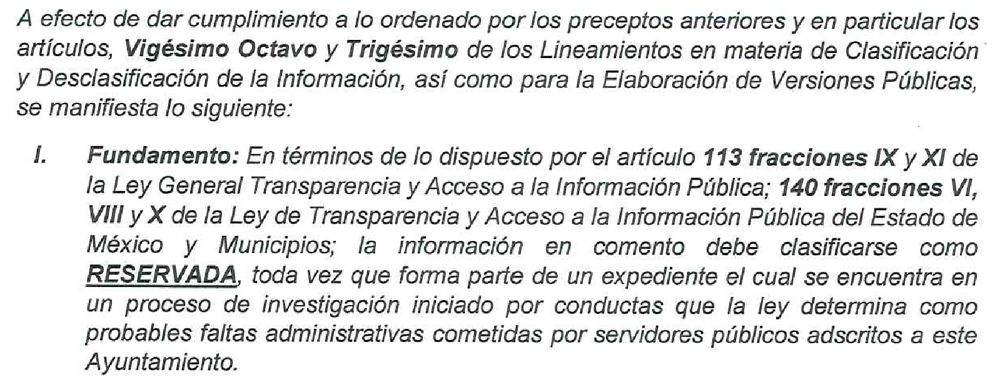 A efecto de dar cumplimiento a lo ordenado por los preceptos anteriores y en particular los
artículos, Vigésimo Octavo y Trigésimo de los Lineamientos en materia de Clasificación
y Desclasificación de la Información, así como para la Elaboración de Versiones Públicas,
se manifiesta lo siguiente:
I. Fundamento: En términos de lo dispuesto por el artículo 113 fracciones IX y XI de
la Ley General Transparencia y Acceso a la Información Pública; 140 fracciones VI,
VIII y X de la Ley de Transparencia y Acceso a la Información Pública del Estado de
México y Municipios; la información en comento debe clasificarse como
RESERVADA, toda vez que forma parte de un expediente el cual se encuentra en
un proceso de investigación iniciado por conductas que la ley determina como
probables faltas administrativas cometidas por servidores públicos adscritos a este
Ayuntamiento.